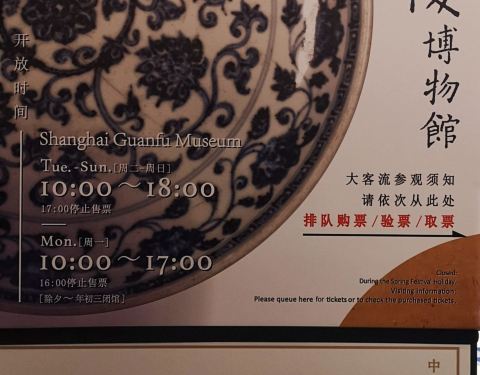 博物館
开放时间
Shanghai Guanfu Museum
Tue.-Sun.[周二-周日]
10:00～18:00
17:00停止售票
Mon.[周一]
10:00～17:00
16:00停止售票
[除夕～年初三闭馆]
大客流参观须知
请依次从此处
排队购票/验票/取票
Closed:
During the Spring Festival Holiday.
Visiting information:
Please queue here for tickets or to check the purchased tickets.
中